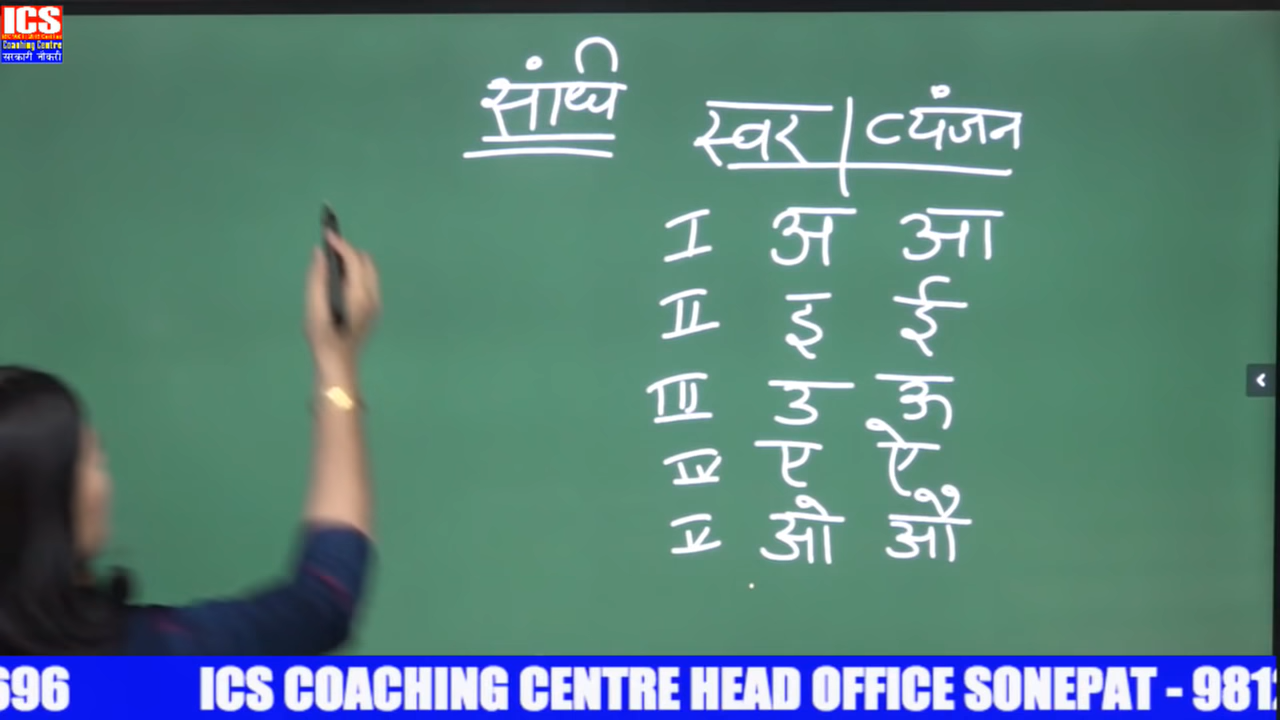 ICS
Coaching Centre
सरकारी नौकरी
संधि
स्वर | व्यंजन
I अ आ
II इ ई
III उ ऊ
IV ए ऐ
V ओ औ
696 ICS COACHING CENTRE HEAD OFFICE SONEPAT - 981